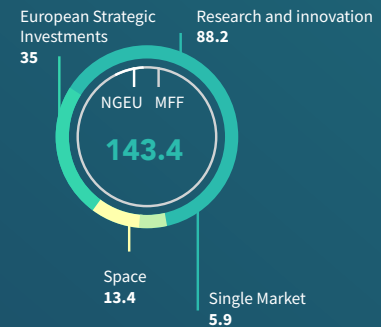 European Strategic
Investments
35
Research and innovation
88.2
NGEU MFF
143.4
Space
13.4
Single Market
5.9